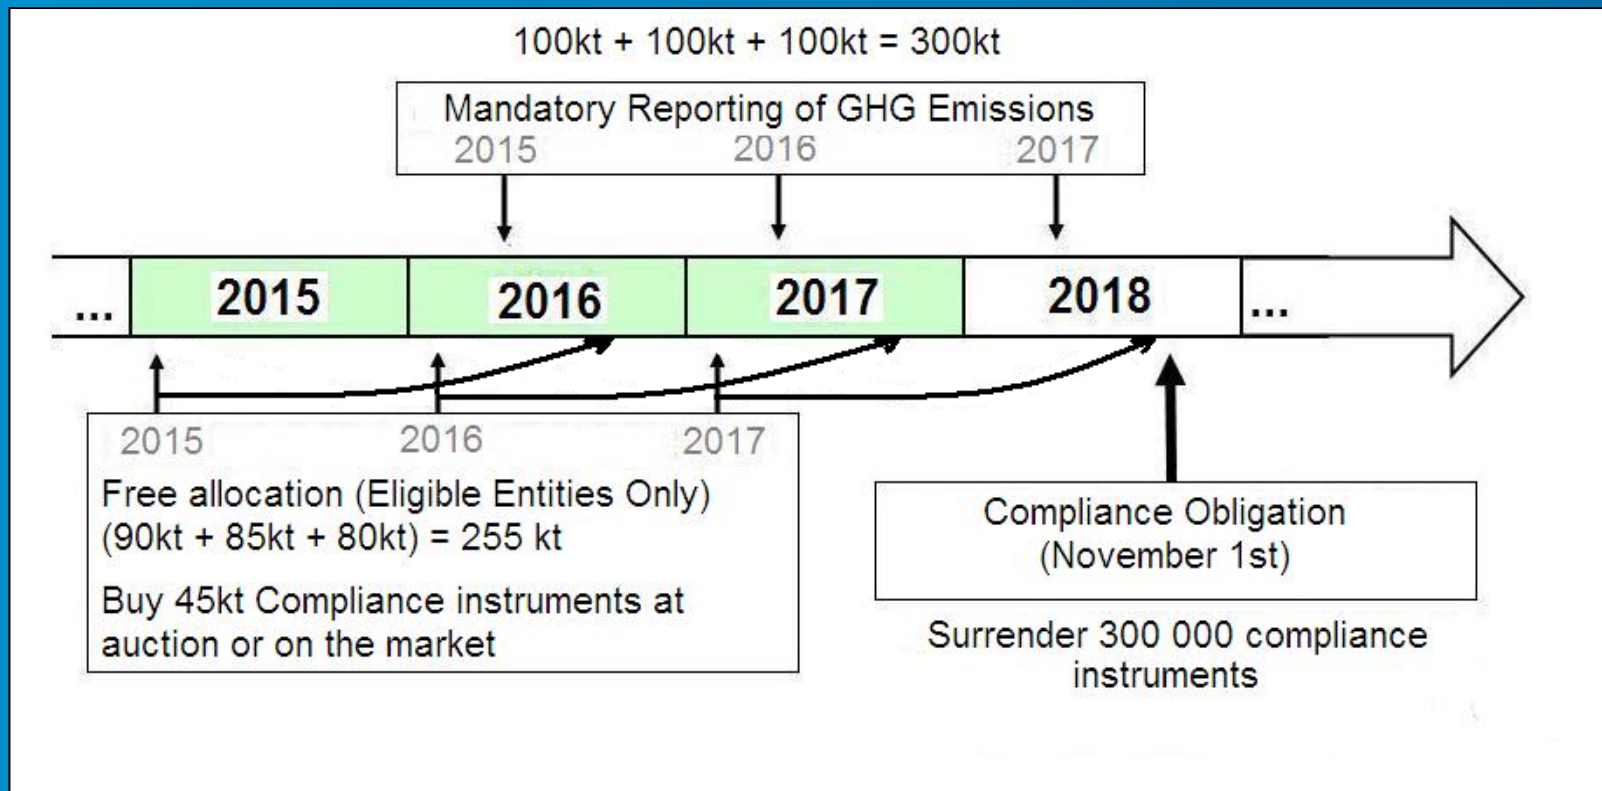 100kt + 100kt + 100kt = 300kt
Mandatory Reporting of GHG Emissions
2015 2016 2017
... 2015 2016 2017 2018 ...
2015 2016 2017
Free allocation (Eligible Entities Only)
(90kt + 85kt + 80kt) = 255 kt
Buy 45kt Compliance instruments at
auction or on the market
Compliance Obligation
(November 1st)
Surrender 300 000 compliance
instruments